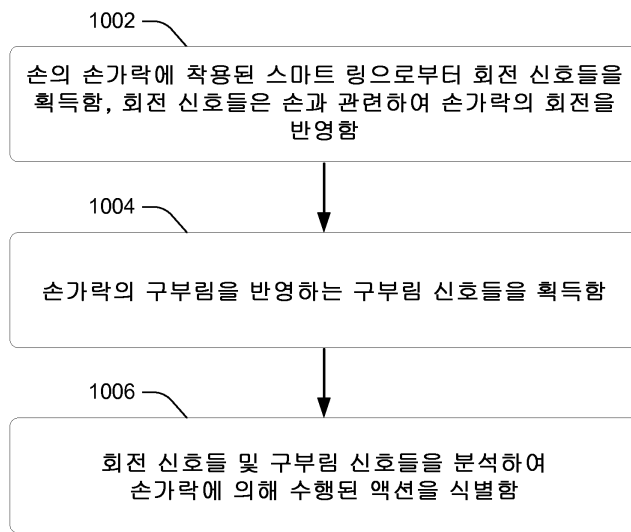 1002
손의 손가락에 착용된 스마트 링으로부터 회전 신호들을
획득함, 회전 신호들은 손과 관련하여 손가락의 회전을
반영함
1004
손가락의 구부림을 반영하는 구부림 신호들을 획득함
1006
회전 신호들 및 구부림 신호들을 분석하여
손가락에 의해 수행된 액션을 식별함